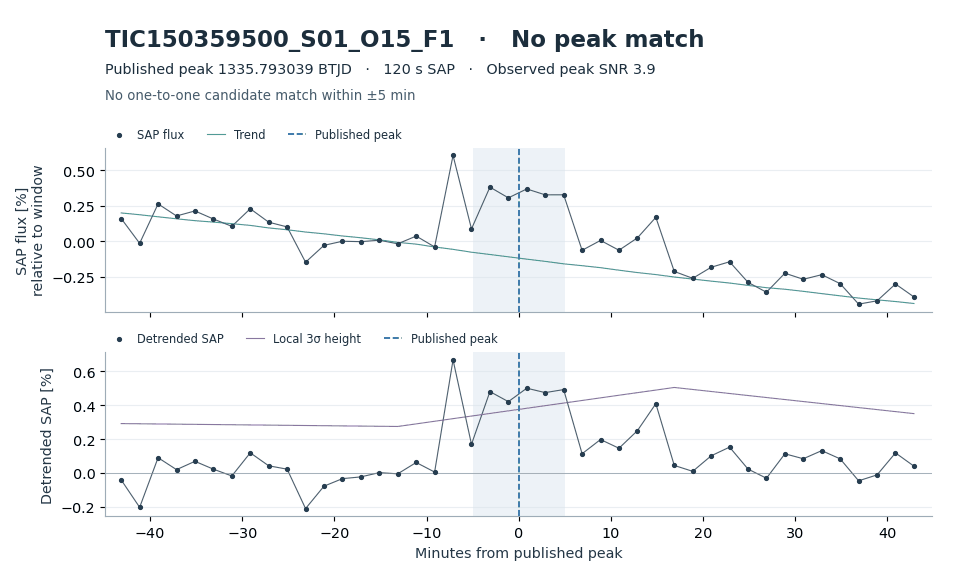 TIC150359500_S01_O15_F1 · No peak match
Published peak 1335.793039 BTJD · 120 s SAP · Observed peak SNR 3.9
No one-to-one candidate match within ±5 min
SAP flux Trend Published peak
SAP flux [%]
relative to window
0.50
0.25
0.00
−0.25
Detrended SAP Local 3σ height Published peak
Detrended SAP [%]
0.6
0.4
0.2
0.0
−0.2
−40 −30 −20 −10 0 10 20 30 40
Minutes from published peak